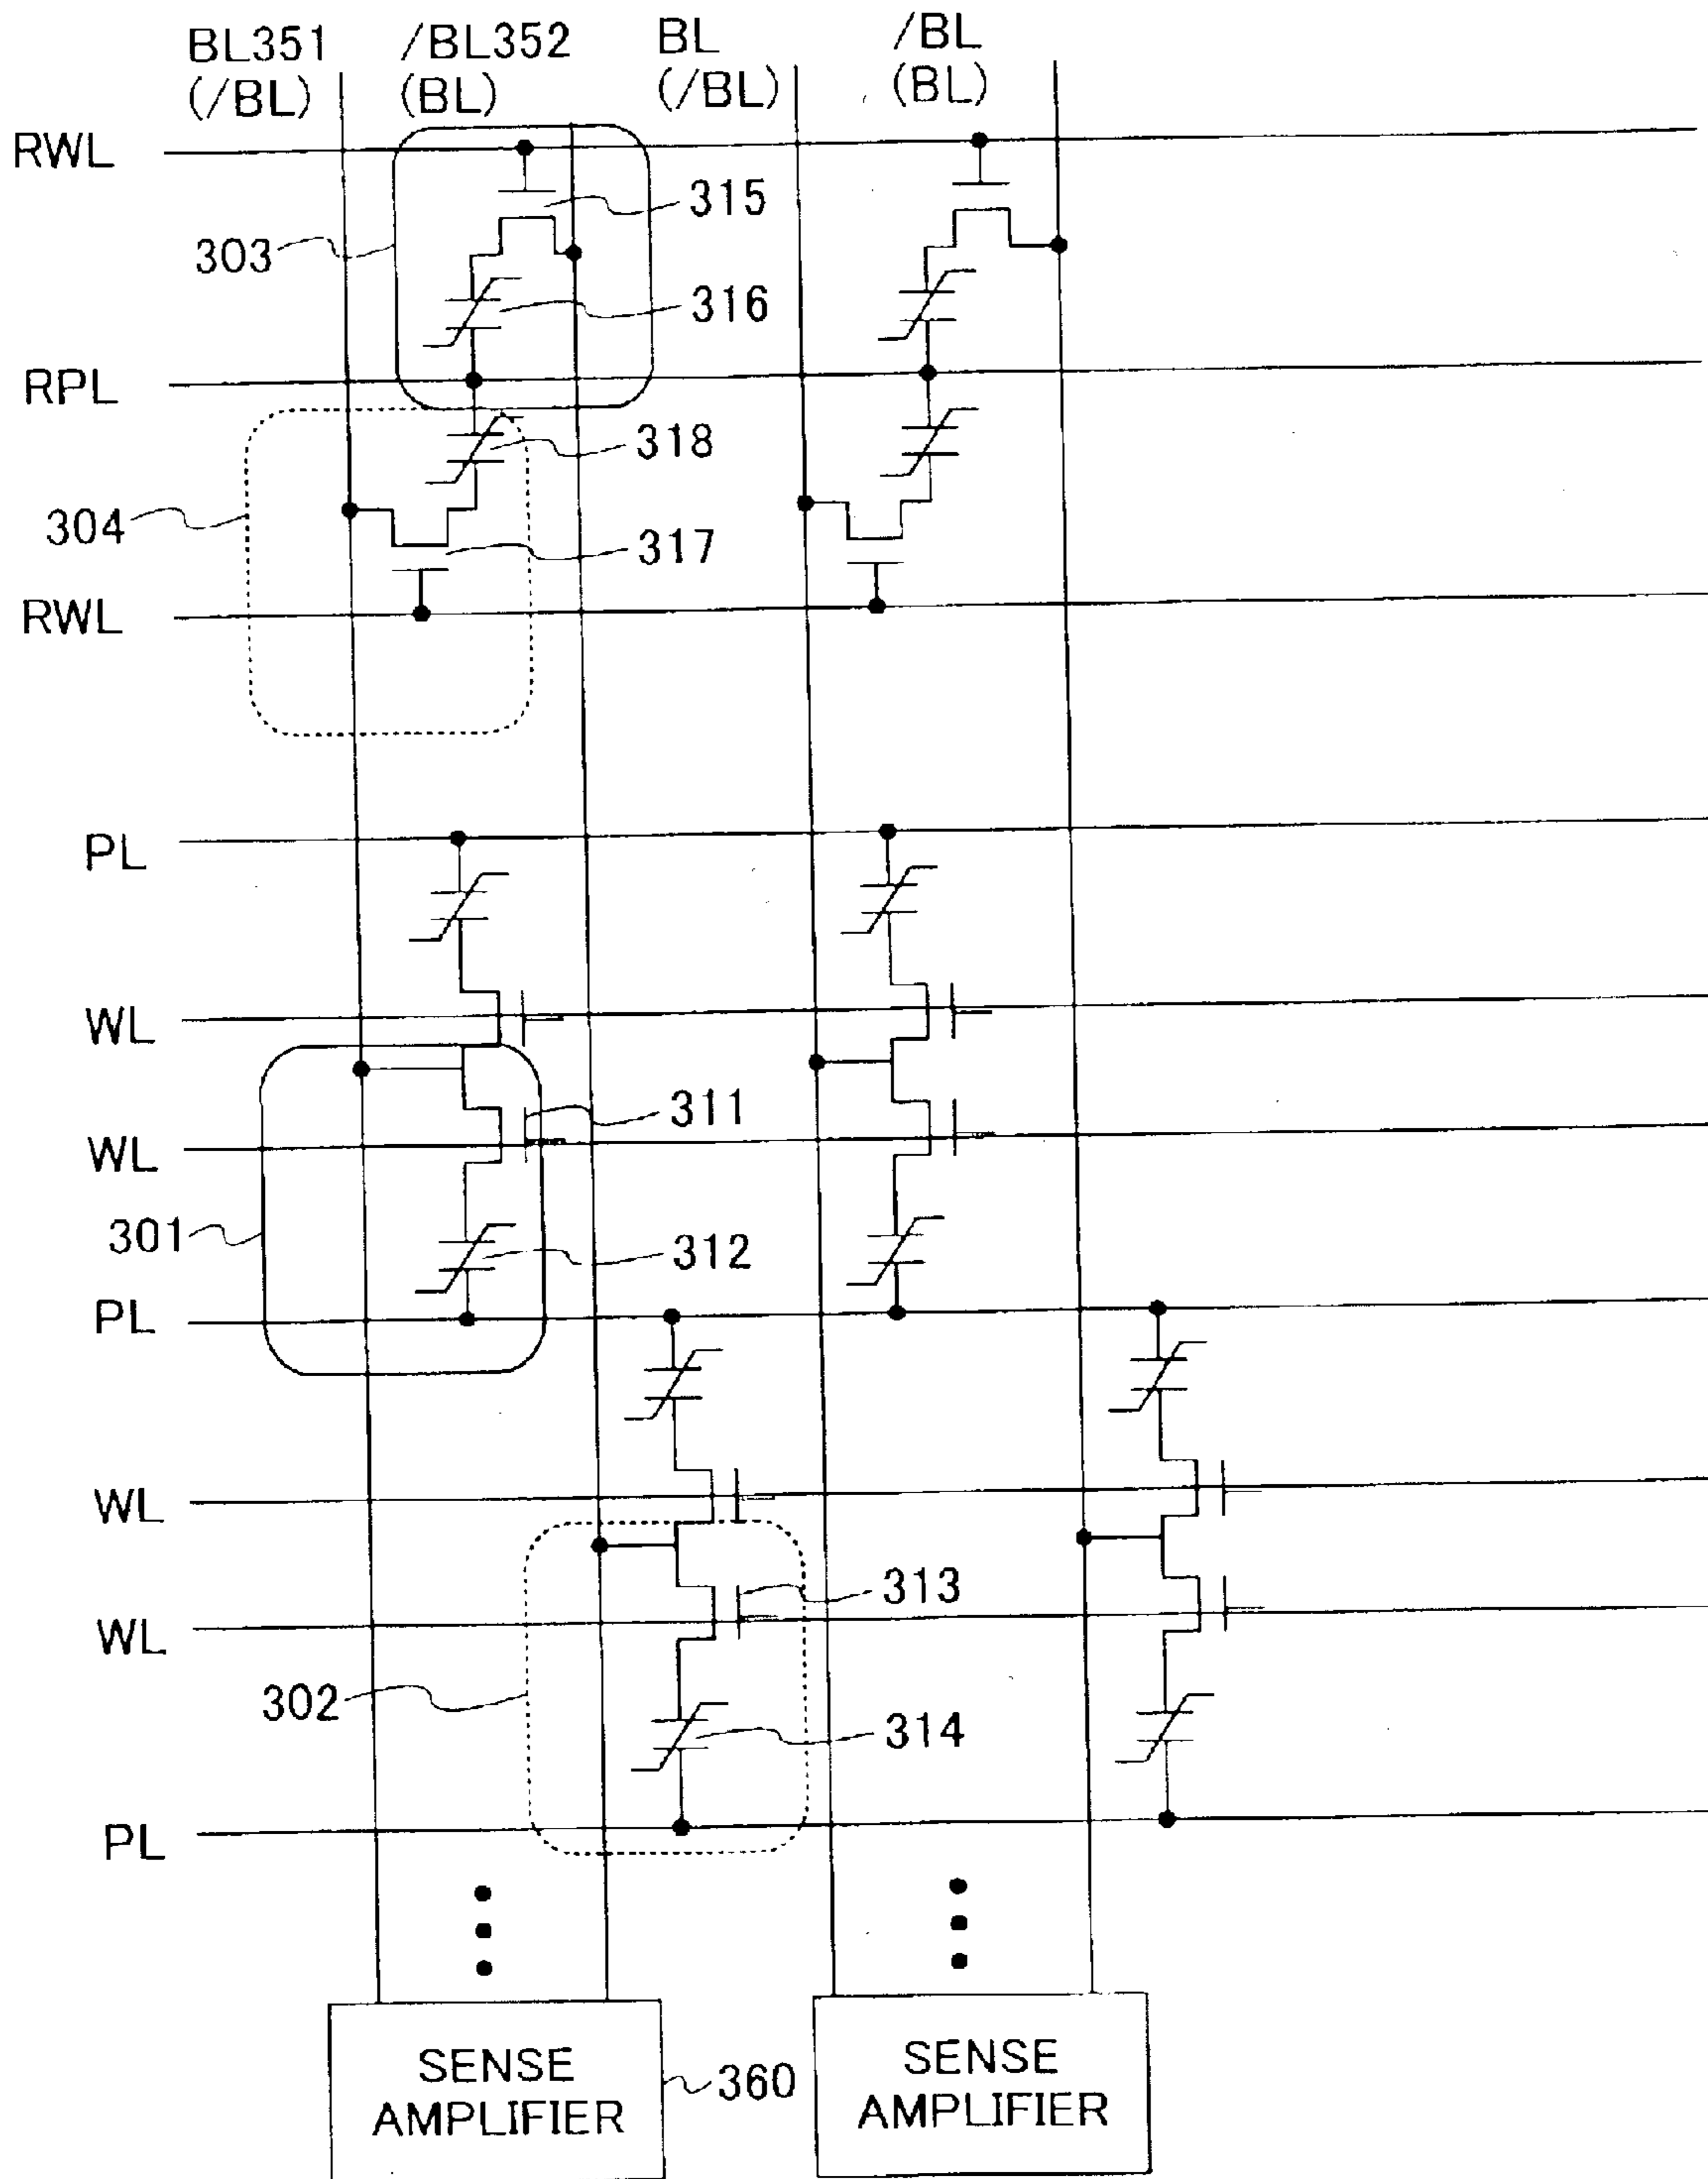 BL351
(/BL)
/BL352
(BL)
BL
(/BL)
/BL
(BL)
RWL
315
303
316
RPL
318
304
317
RWL
PL
WL
311
WL
301
312
PL
WL
313
WL
302
314
PL
SENSE
AMPLIFIER
360
SENSE
AMPLIFIER